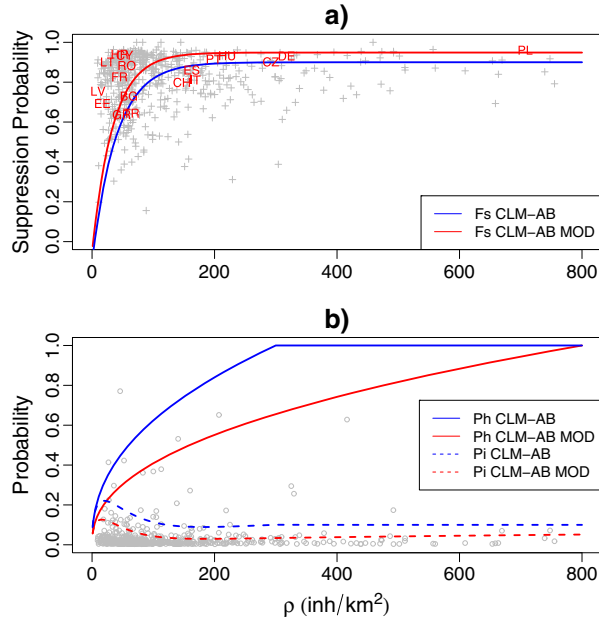 a)
Suppression Probability
0.0
0.2
0.4
0.6
0.8
1.0
LT
CY
RO
FR
LV
EE
BG
PT
HU
ES
IT
CH
CZ
DE
PL
Fs CLM−AB
Fs CLM−AB MOD
0
200
400
600
800
b)
Probability
0.0
0.2
0.4
0.6
0.8
1.0
Ph CLM−AB
Ph CLM−AB MOD
Pi CLM−AB
Pi CLM−AB MOD
0
200
400
600
800
ρ (inh/km²)